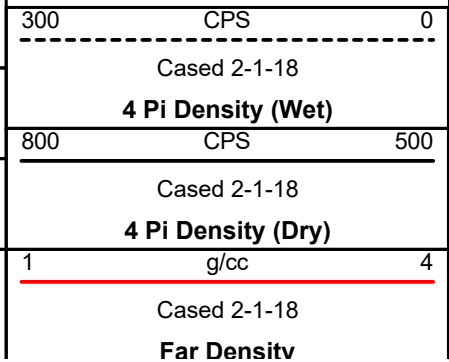 300 CPS 0
Cased 2-1-18
4 Pi Density (Wet)
800 CPS 500
Cased 2-1-18
4 Pi Density (Dry)
1 g/cc 4
Cased 2-1-18
Far Density